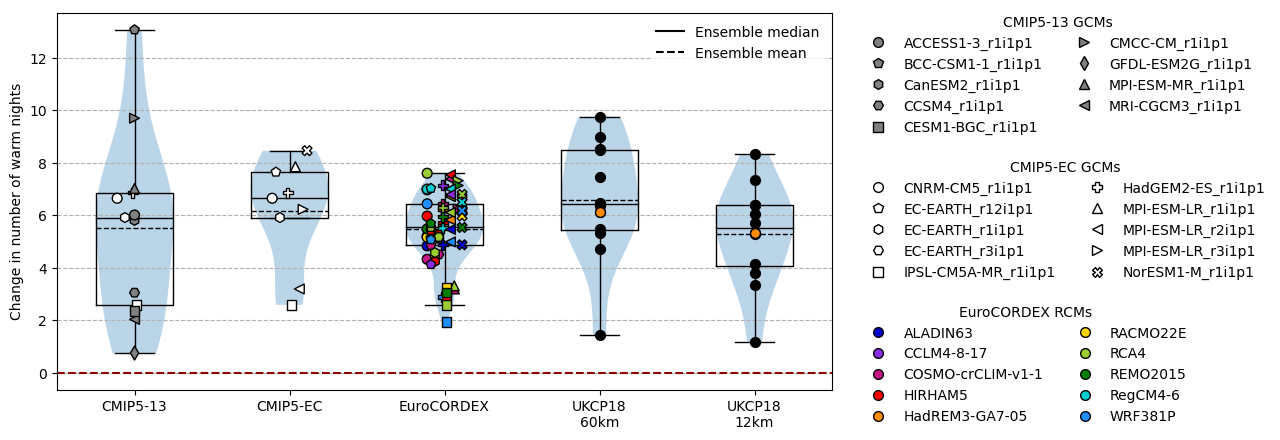 Change in number of warm nights
12
10
8
6
4
2
0
Ensemble median
Ensemble mean
CMIP5-13
CMIP5-EC
EuroCORDEX
UKCP18
60km
UKCP18
12km
CMIP5-13 GCMs
ACCESS1-3_r1i1p1
BCC-CSM1-1_r1i1p1
CanESM2_r1i1p1
CCSM4_r1i1p1
CESM1-BGC_r1i1p1
CMCC-CM_r1i1p1
GFDL-ESM2G_r1i1p1
MPI-ESM-MR_r1i1p1
MRI-CGCM3_r1i1p1
CMIP5-EC GCMs
CNRM-CM5_r1i1p1
EC-EARTH_r12i1p1
EC-EARTH_r1i1p1
EC-EARTH_r3i1p1
IPSL-CM5A-MR_r1i1p1
HadGEM2-ES_r1i1p1
MPI-ESM-LR_r1i1p1
MPI-ESM-LR_r2i1p1
MPI-ESM-LR_r3i1p1
NorESM1-M_r1i1p1
EuroCORDEX RCMs
ALADIN63
CCLM4-8-17
COSMO-crCLIM-v1-1
HIRHAM5
HadREM3-GA7-05
RACMO22E
RCA4
REMO2015
RegCM4-6
WRF381P